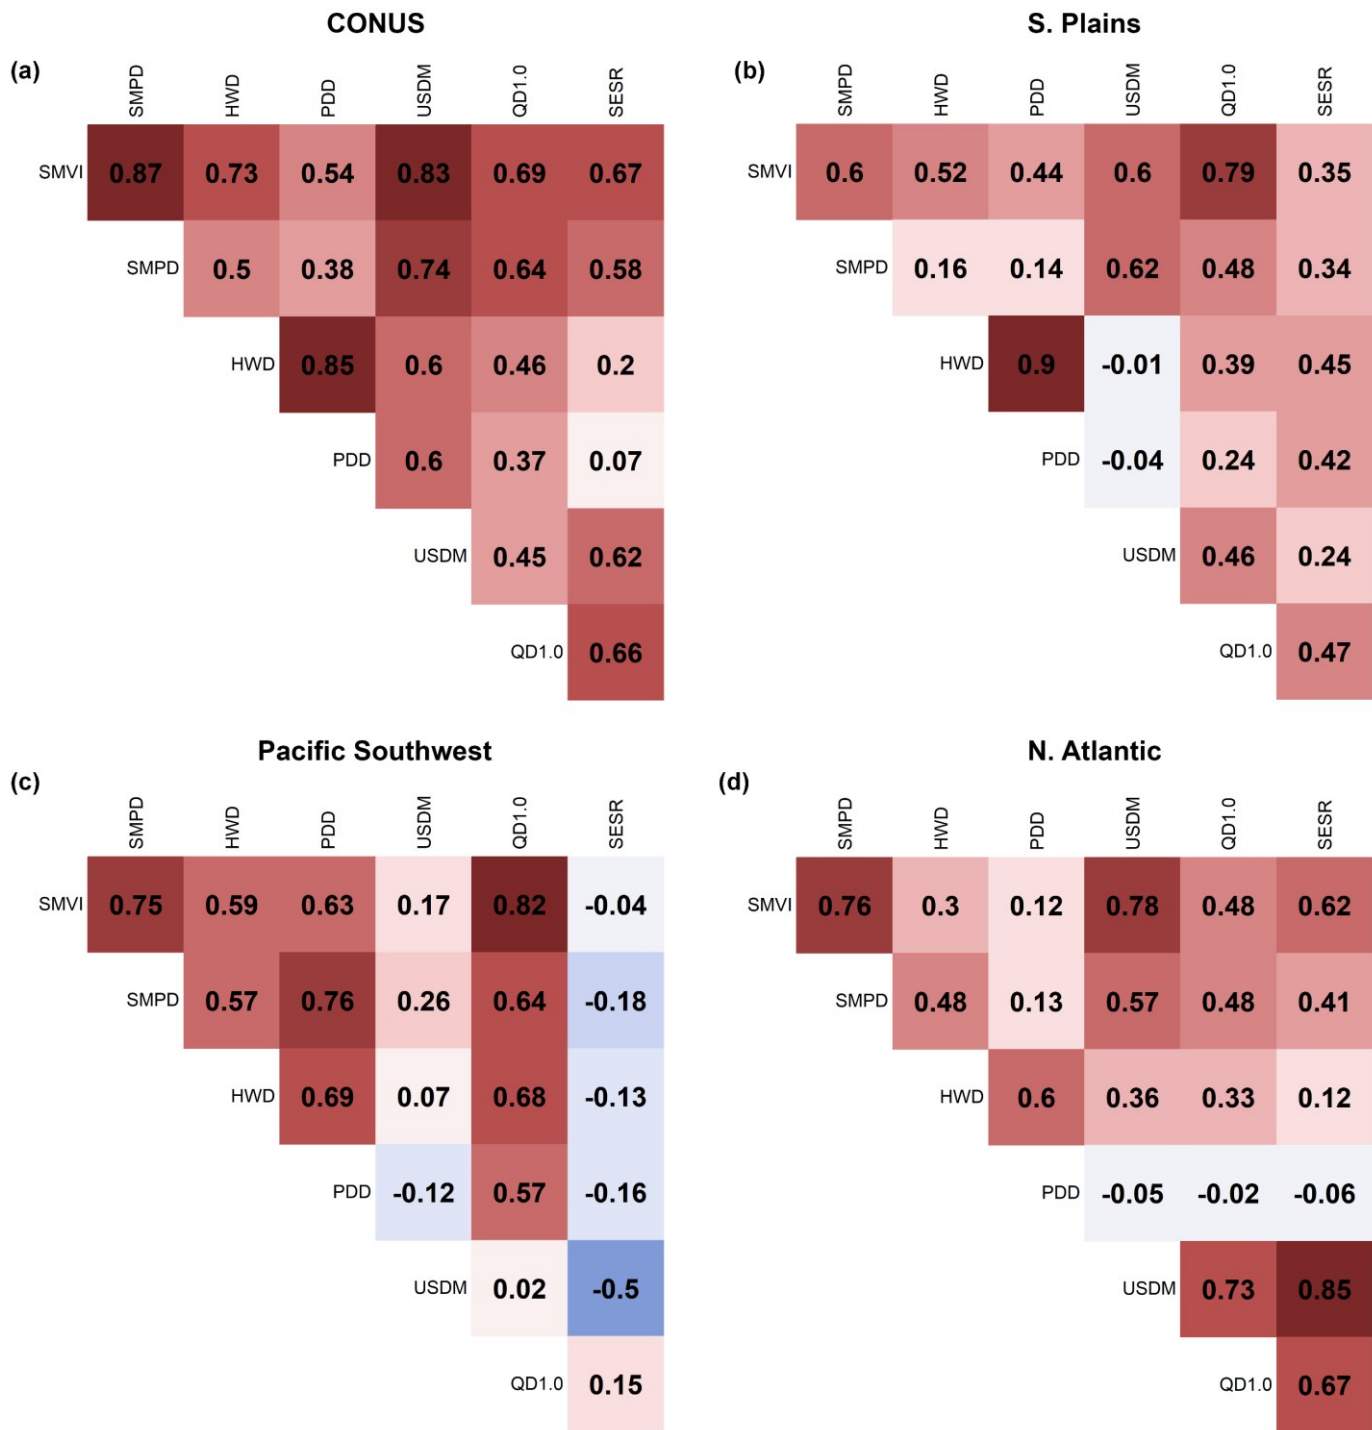 CONUS
(a)
SMPD HWD PDD USDM QD1.0 SESR
SMVI 0.87 0.73 0.54 0.83 0.69 0.67
SMPD 0.5 0.38 0.74 0.64 0.58
HWD 0.85 0.6 0.46 0.2
PDD 0.6 0.37 0.07
USDM 0.45 0.62
QD1.0 0.66
S. Plains
(b)
SMPD HWD PDD USDM QD1.0 SESR
SMVI 0.6 0.52 0.44 0.6 0.79 0.35
SMPD 0.16 0.14 0.62 0.48 0.34
HWD 0.9 -0.01 0.39 0.45
PDD -0.04 0.24 0.42
USDM 0.46 0.24
QD1.0 0.47
Pacific Southwest
(c)
SMPD HWD PDD USDM QD1.0 SESR
SMVI 0.75 0.59 0.63 0.17 0.82 -0.04
SMPD 0.57 0.76 0.26 0.64 -0.18
HWD 0.69 0.07 0.68 -0.13
PDD -0.12 0.57 -0.16
USDM 0.02 -0.5
QD1.0 0.15
N. Atlantic
(d)
SMPD HWD PDD USDM QD1.0 SESR
SMVI 0.76 0.3 0.12 0.78 0.48 0.62
SMPD 0.48 0.13 0.57 0.48 0.41
HWD 0.6 0.36 0.33 0.12
PDD -0.05 -0.02 -0.06
USDM 0.73 0.85
QD1.0 0.67